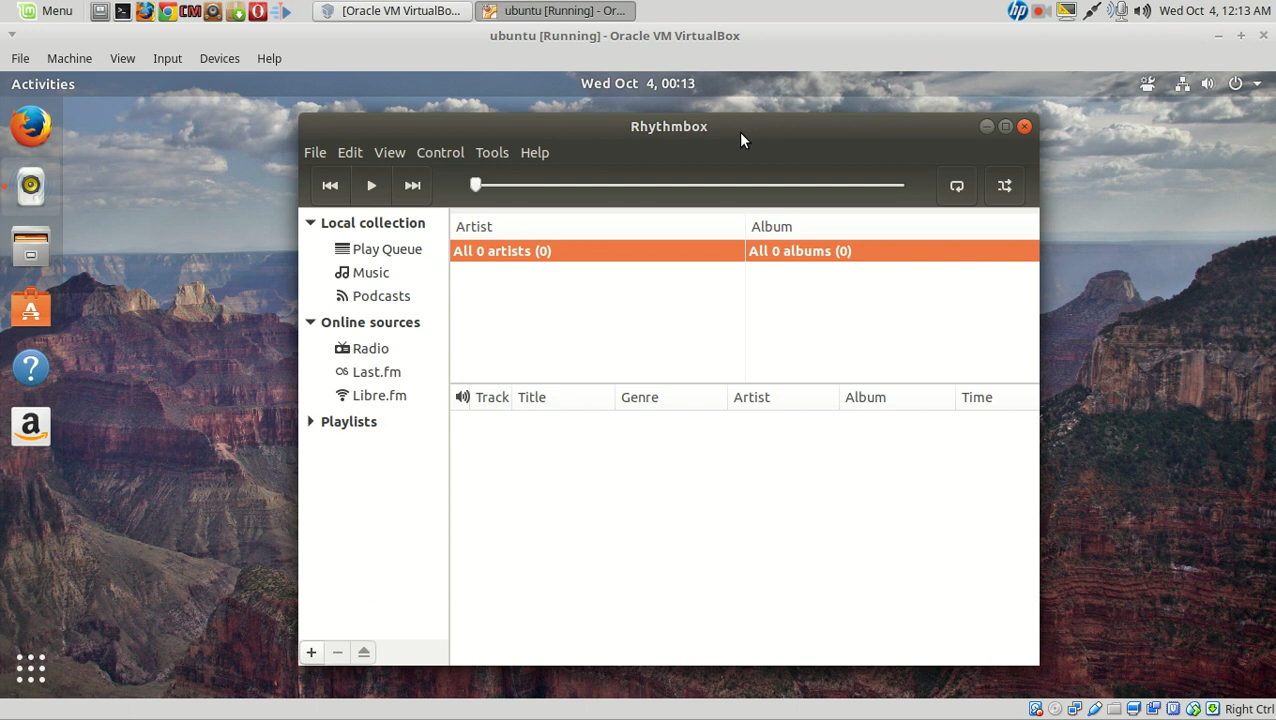 Menu
CM
[Oracle VM VirtualBo...
ubuntu [Running] - Or...
hp
Wed Oct 4, 12:13 AM
ubuntu [Running] - Oracle VM VirtualBox
File Machine View Input Devices Help
Activities
Wed Oct 4, 00:13
Rhythmbox
File Edit View Control Tools Help
Local collection
Play Queue
Music
Podcasts
Online sources
Radio
Last.fm
Libre.fm
Playlists
Artist Album
All 0 artists (0) All 0 albums (0)
Track Title Genre Artist Album Time
A
?
a
Right Ctrl